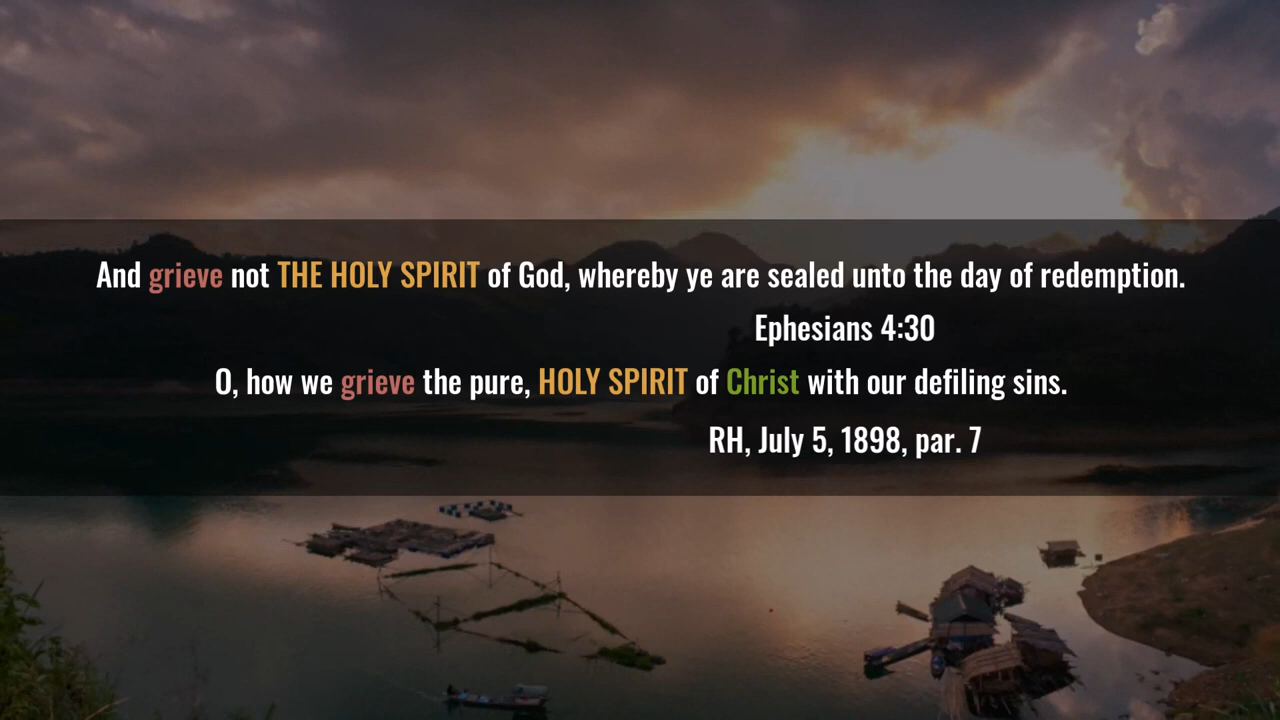 And grieve not THE HOLY SPIRIT of God, whereby ye are sealed unto the day of redemption.
Ephesians 4:30
O, how we grieve the pure, HOLY SPIRIT of Christ with our defiling sins.
RH, July 5, 1898, par. 7